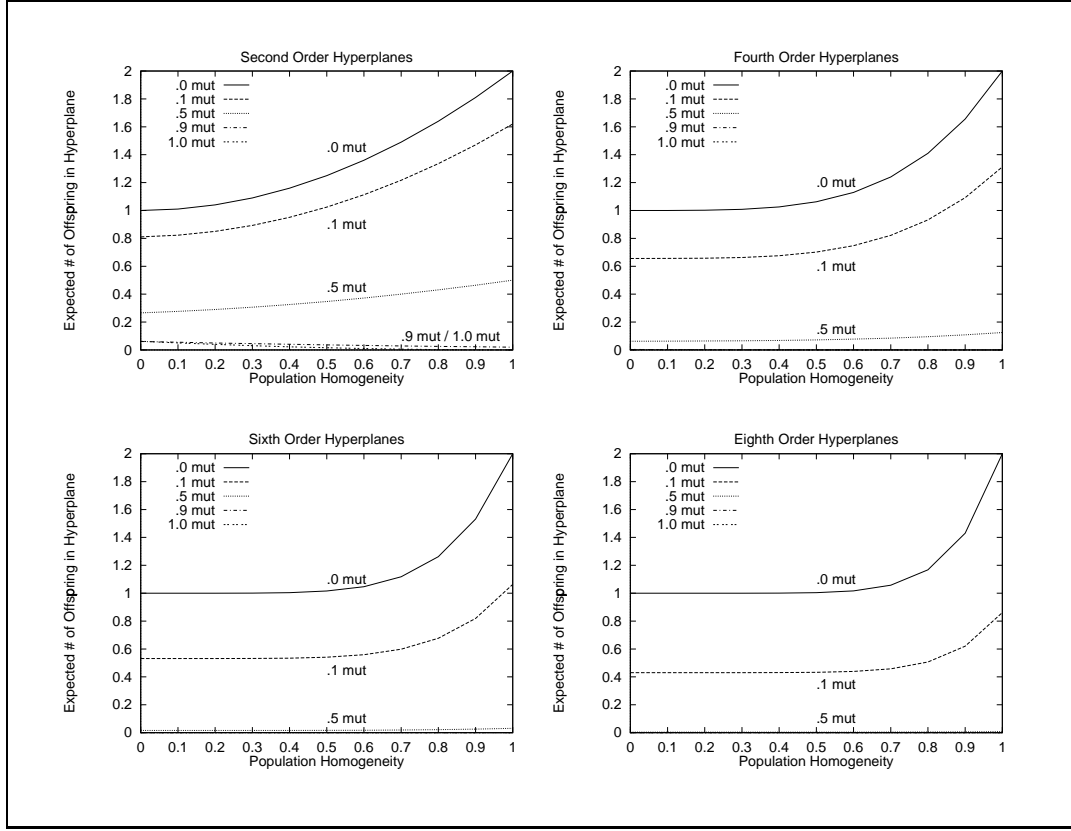 Second Order Hyperplanes
Expected # of Offspring in Hyperplane
2
1.8
1.6
1.4
1.2
1
0.8
0.6
0.4
0.2
0
.0 mut
.1 mut
.5 mut
.9 mut
1.0 mut
.0 mut
.1 mut
.5 mut
.9 mut / 1.0 mut
0 0.1 0.2 0.3 0.4 0.5 0.6 0.7 0.8 0.9 1
Population Homogeneity
Fourth Order Hyperplanes
Expected # of Offspring in Hyperplane
2
1.8
1.6
1.4
1.2
1
0.8
0.6
0.4
0.2
0
.0 mut
.1 mut
.5 mut
.9 mut
1.0 mut
.0 mut
.1 mut
.5 mut
0 0.1 0.2 0.3 0.4 0.5 0.6 0.7 0.8 0.9 1
Population Homogeneity
Sixth Order Hyperplanes
Expected # of Offspring in Hyperplane
2
1.8
1.6
1.4
1.2
1
0.8
0.6
0.4
0.2
0
.0 mut
.1 mut
.5 mut
.9 mut
1.0 mut
.0 mut
.1 mut
.5 mut
0 0.1 0.2 0.3 0.4 0.5 0.6 0.7 0.8 0.9 1
Population Homogeneity
Eighth Order Hyperplanes
Expected # of Offspring in Hyperplane
2
1.8
1.6
1.4
1.2
1
0.8
0.6
0.4
0.2
0
.0 mut
.1 mut
.5 mut
.9 mut
1.0 mut
.0 mut
.1 mut
.5 mut
0 0.1 0.2 0.3 0.4 0.5 0.6 0.7 0.8 0.9 1
Population Homogeneity